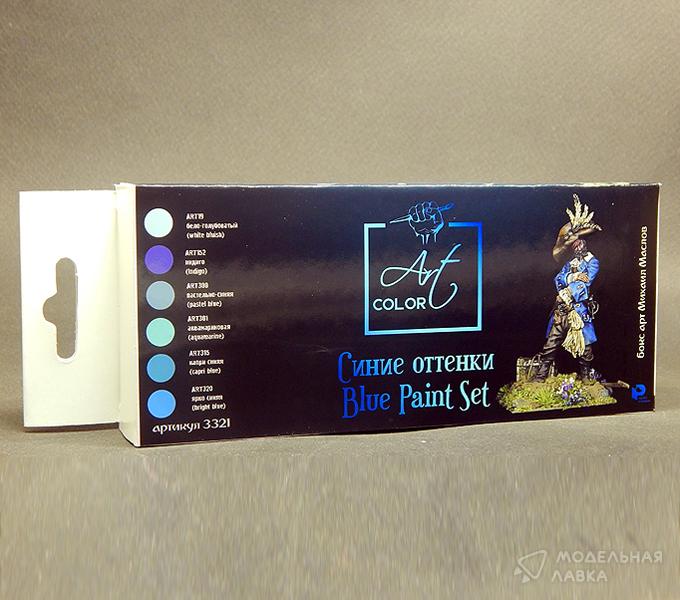 ART19
бело-голубоватый
(white bluish)
ART152
индиго
(Indigo)
ART300
пастельно-синяя
(pastel blue)
ART301
аквамариновая
(aquamarine)
ART315
капри синяя
(capri blue)
ART320
ярко синяя
(bright blue)
артикул 3321
Art
COLOR
Синие оттенки
Blue Paint Set
бокс арт Михаил Маслов
МОДЕЛЬНАЯ
ЛАВКА